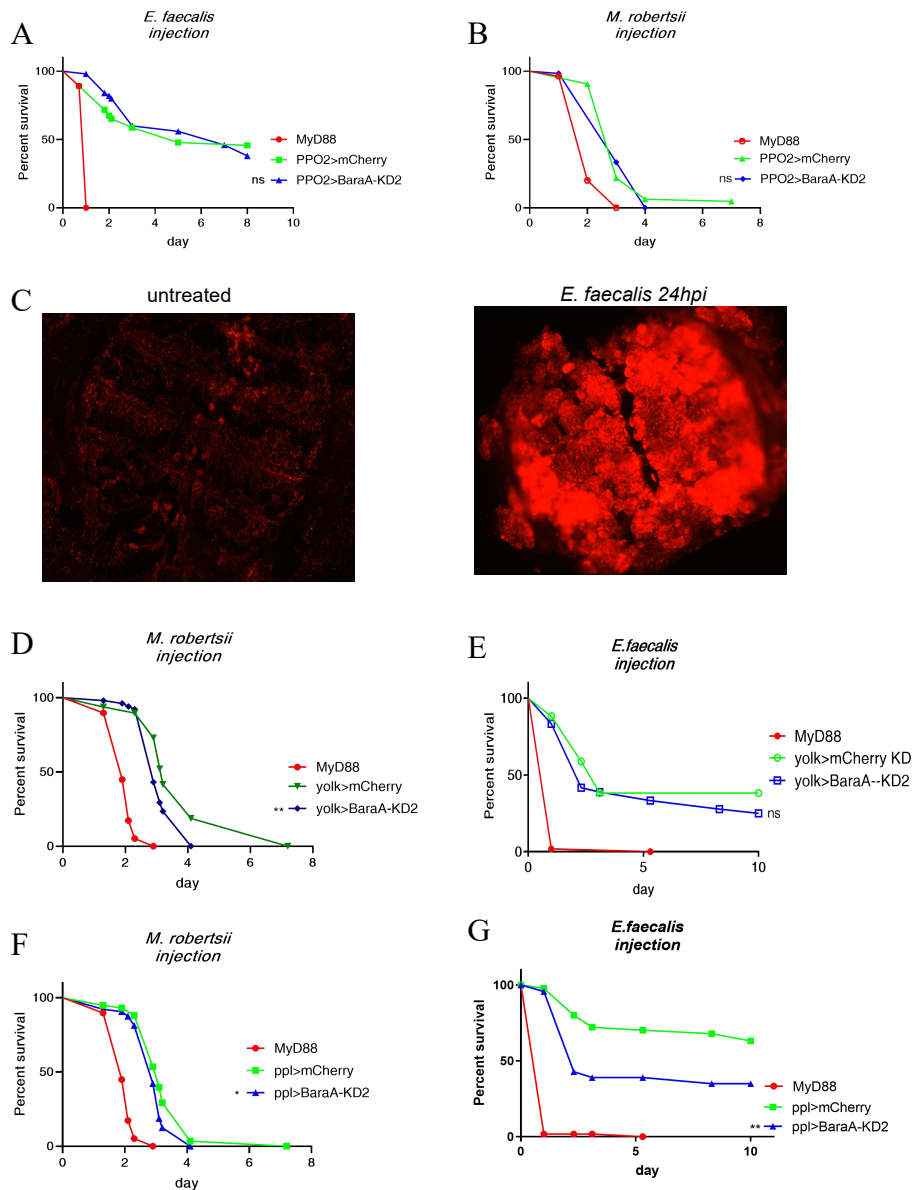 A
E. faecalis
injection
Percent survival
100
50
0
0 2 4 6 8 10
day
MyD88
PPO2>mCherry
ns PPO2>BaraA-KD2
B
M. robertsii
injection
Percent survival
100
50
0
0 2 4 6 8
day
MyD88
PPO2>mCherry
ns PPO2>BaraA-KD2
C
untreated
E. faecalis 24hpi
D
M. robertsii
injection
Percent survival
100
50
0
0 2 4 6 8
day
MyD88
yolk>mCherry
** yolk>BaraA-KD2
E
E.faecalis
injection
Percent survival
100
50
0
0 5 10
day
MyD88
yolk>mCherry KD
yolk>BaraA--KD2
ns
F
M. robertsii
injection
Percent survival
100
50
0
0 2 4 6 8
day
MyD88
ppl>mCherry
* ppl>BaraA-KD2
G
E.faecalis
injection
Percent survival
100
50
0
0 5 10
day
MyD88
ppl>mCherry
** ppl>BaraA-KD2